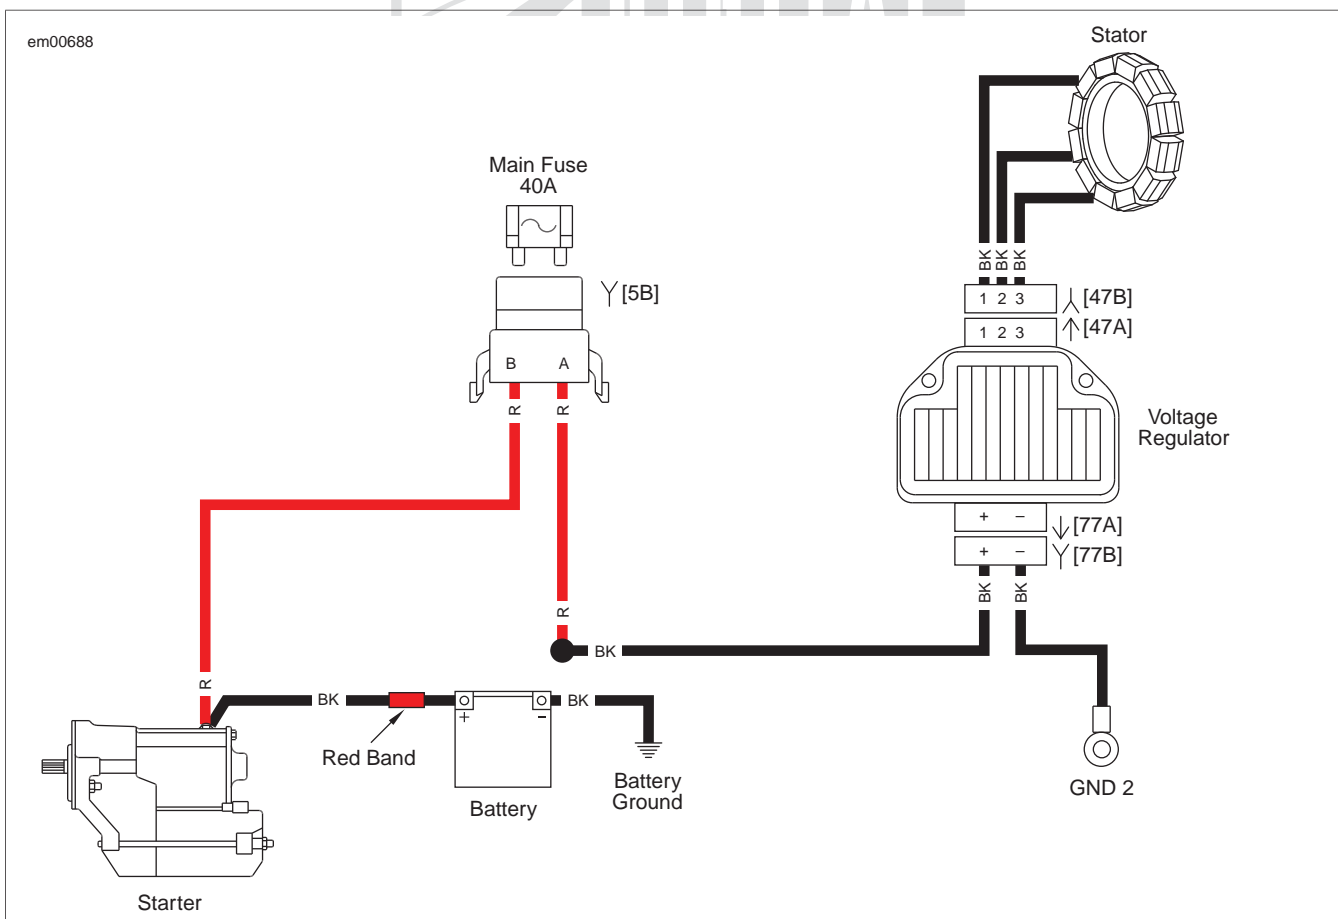 em00688
Stator
Main Fuse
40A
[5B]
B A
R R
BK BK BK
1 2 3 [47B]
1 2 3 [47A]
Voltage
Regulator
+ − [77A]
+ − [77B]
BK BK
R
BK
R
BK
Red Band
+ −
BK
Battery
Battery
Ground
GND 2
Starter